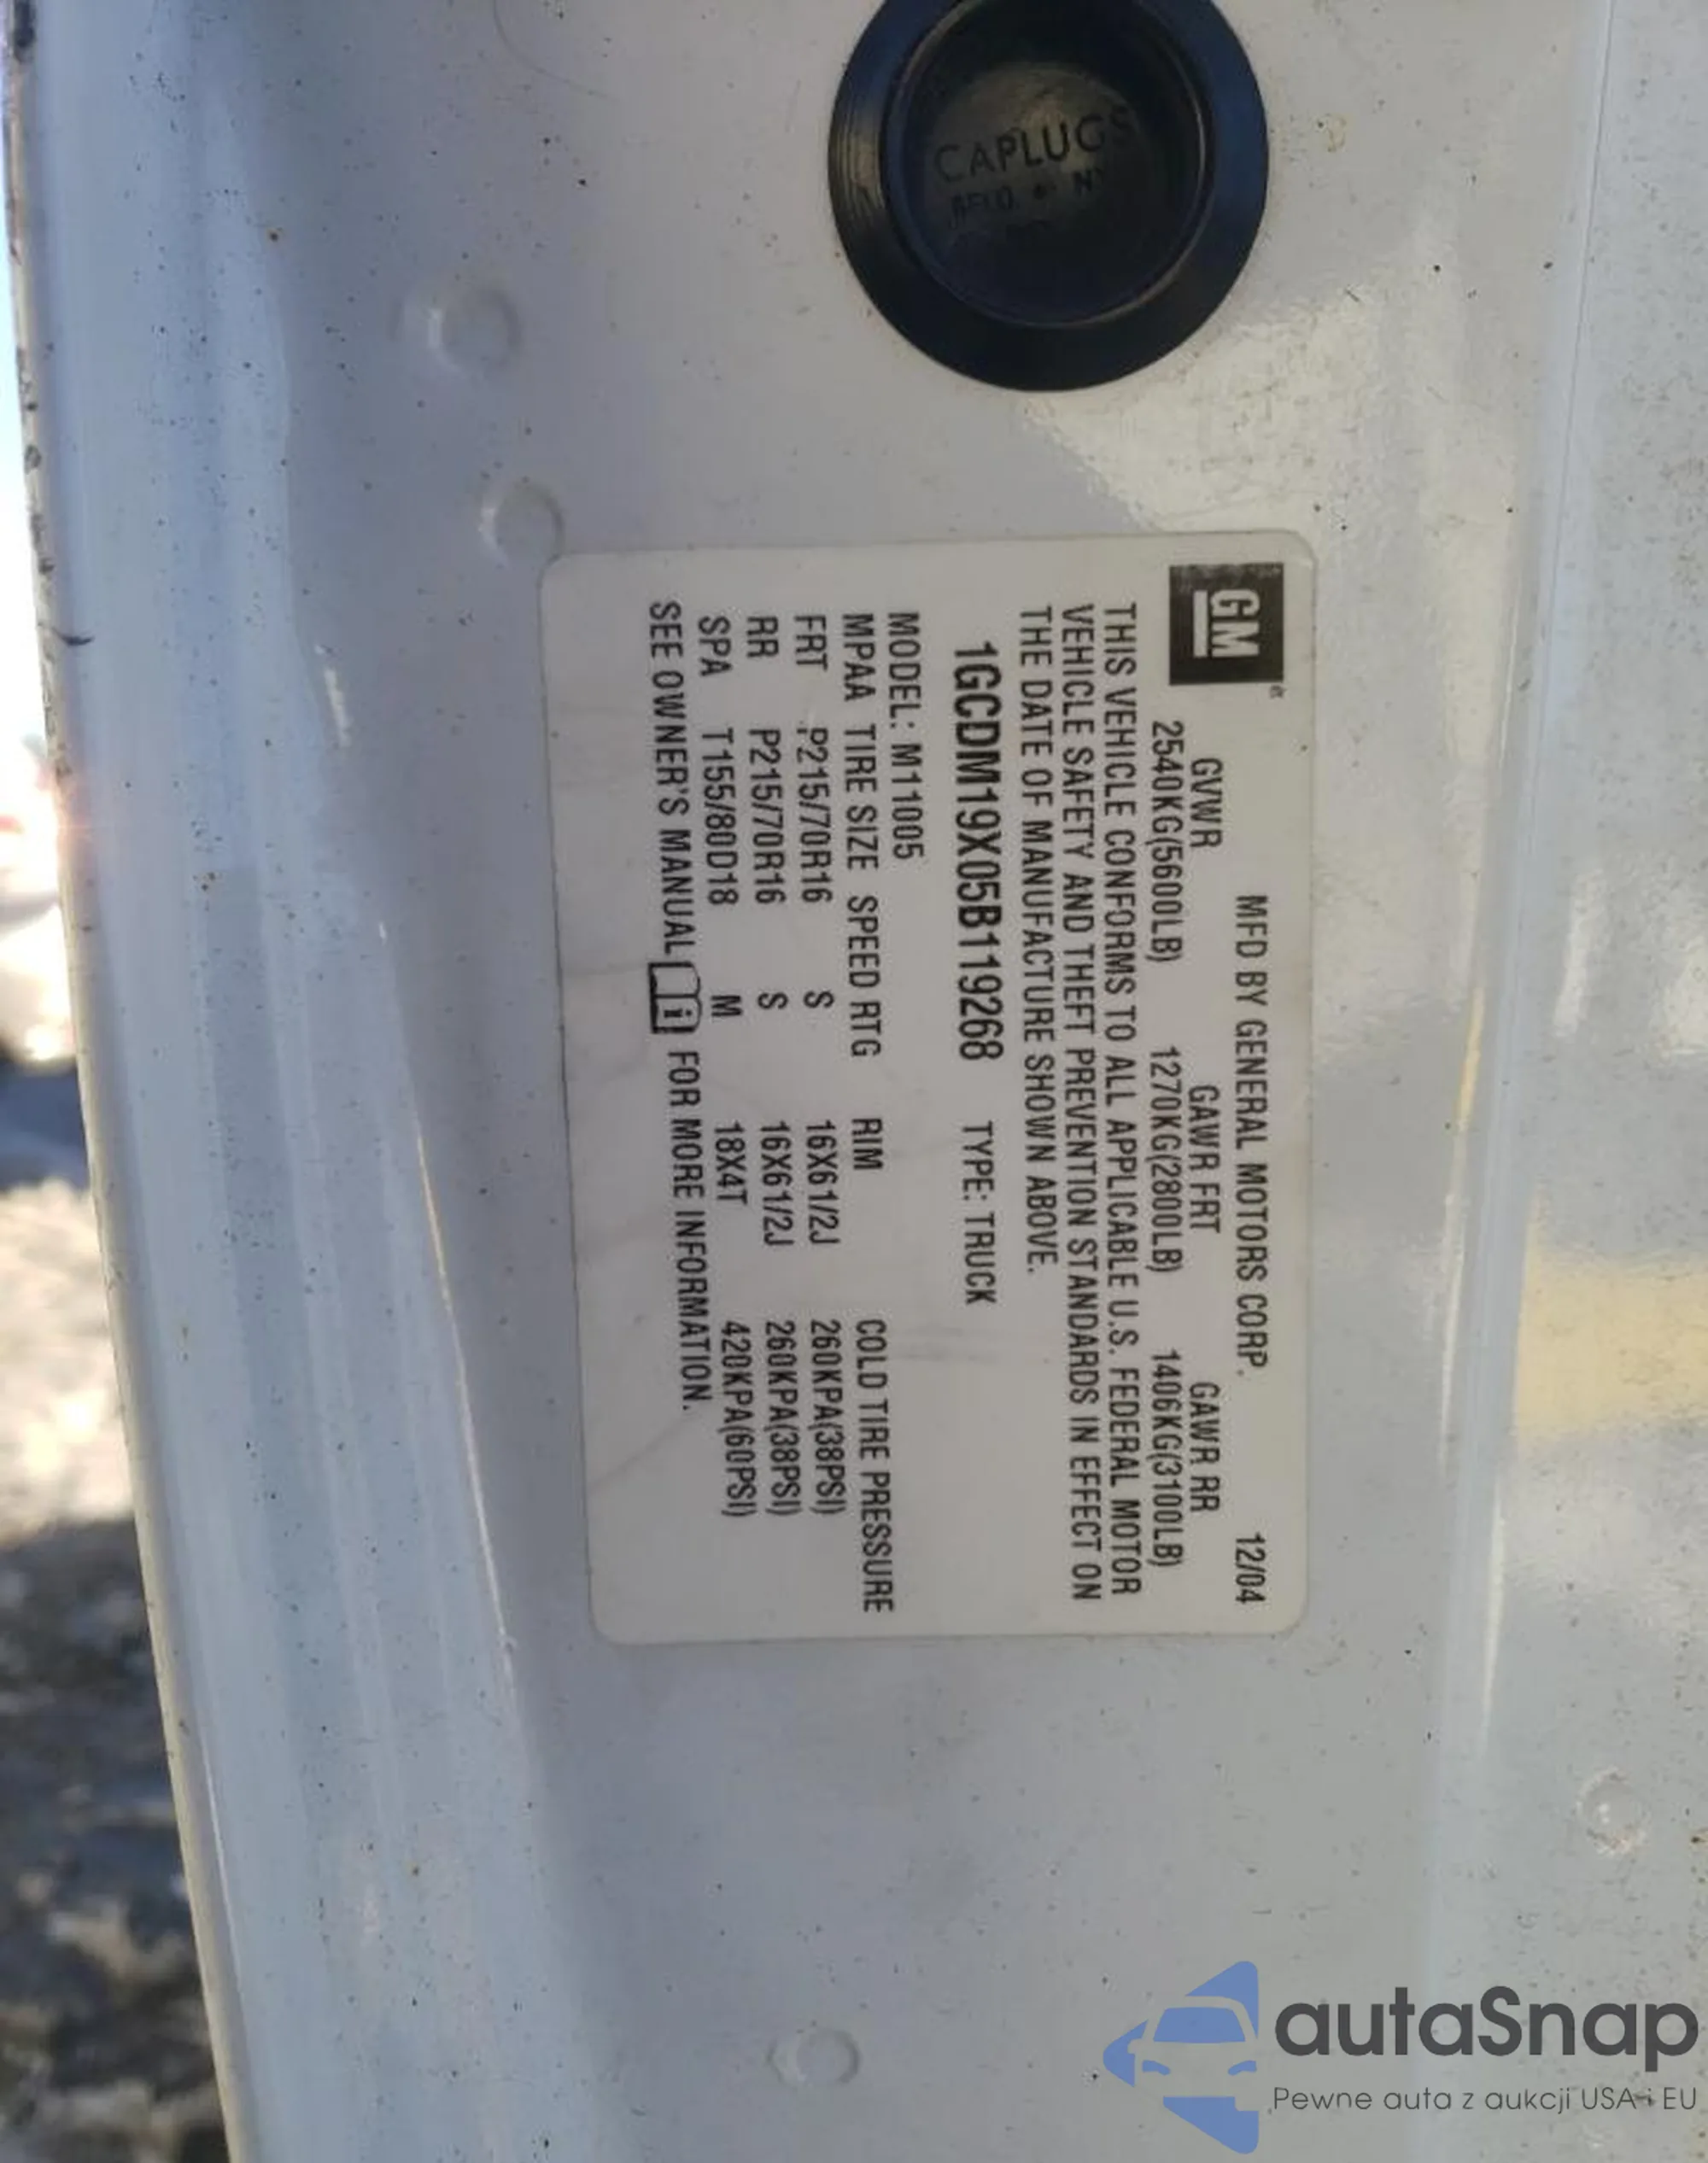 CAPLUGS
GM
MFD BY GENERAL MOTORS CORP. 12/04
GVWR GAWR FRT GAWR RR
2540KG(5600LB) 1270KG(2800LB) 1406KG(3100LB)
THIS VEHICLE CONFORMS TO ALL APPLICABLE U.S. FEDERAL MOTOR
VEHICLE SAFETY AND THEFT PREVENTION STANDARDS IN EFFECT ON
THE DATE OF MANUFACTURE SHOWN ABOVE.
1GCDM19X05B119268 TYPE: TRUCK
MODEL: M11005
MPAA TIRE SIZE SPEED RTG RIM COLD TIRE PRESSURE
FRT P215/70R16 S 16X61/2J 260KPA(38PSI)
RR P215/70R16 S 16X61/2J 260KPA(38PSI)
SPA T155/80D18 M 18X4T 420KPA(60PSI)
SEE OWNER'S MANUAL i FOR MORE INFORMATION.
autaSnap
Pewne auta z aukcji USA i EU